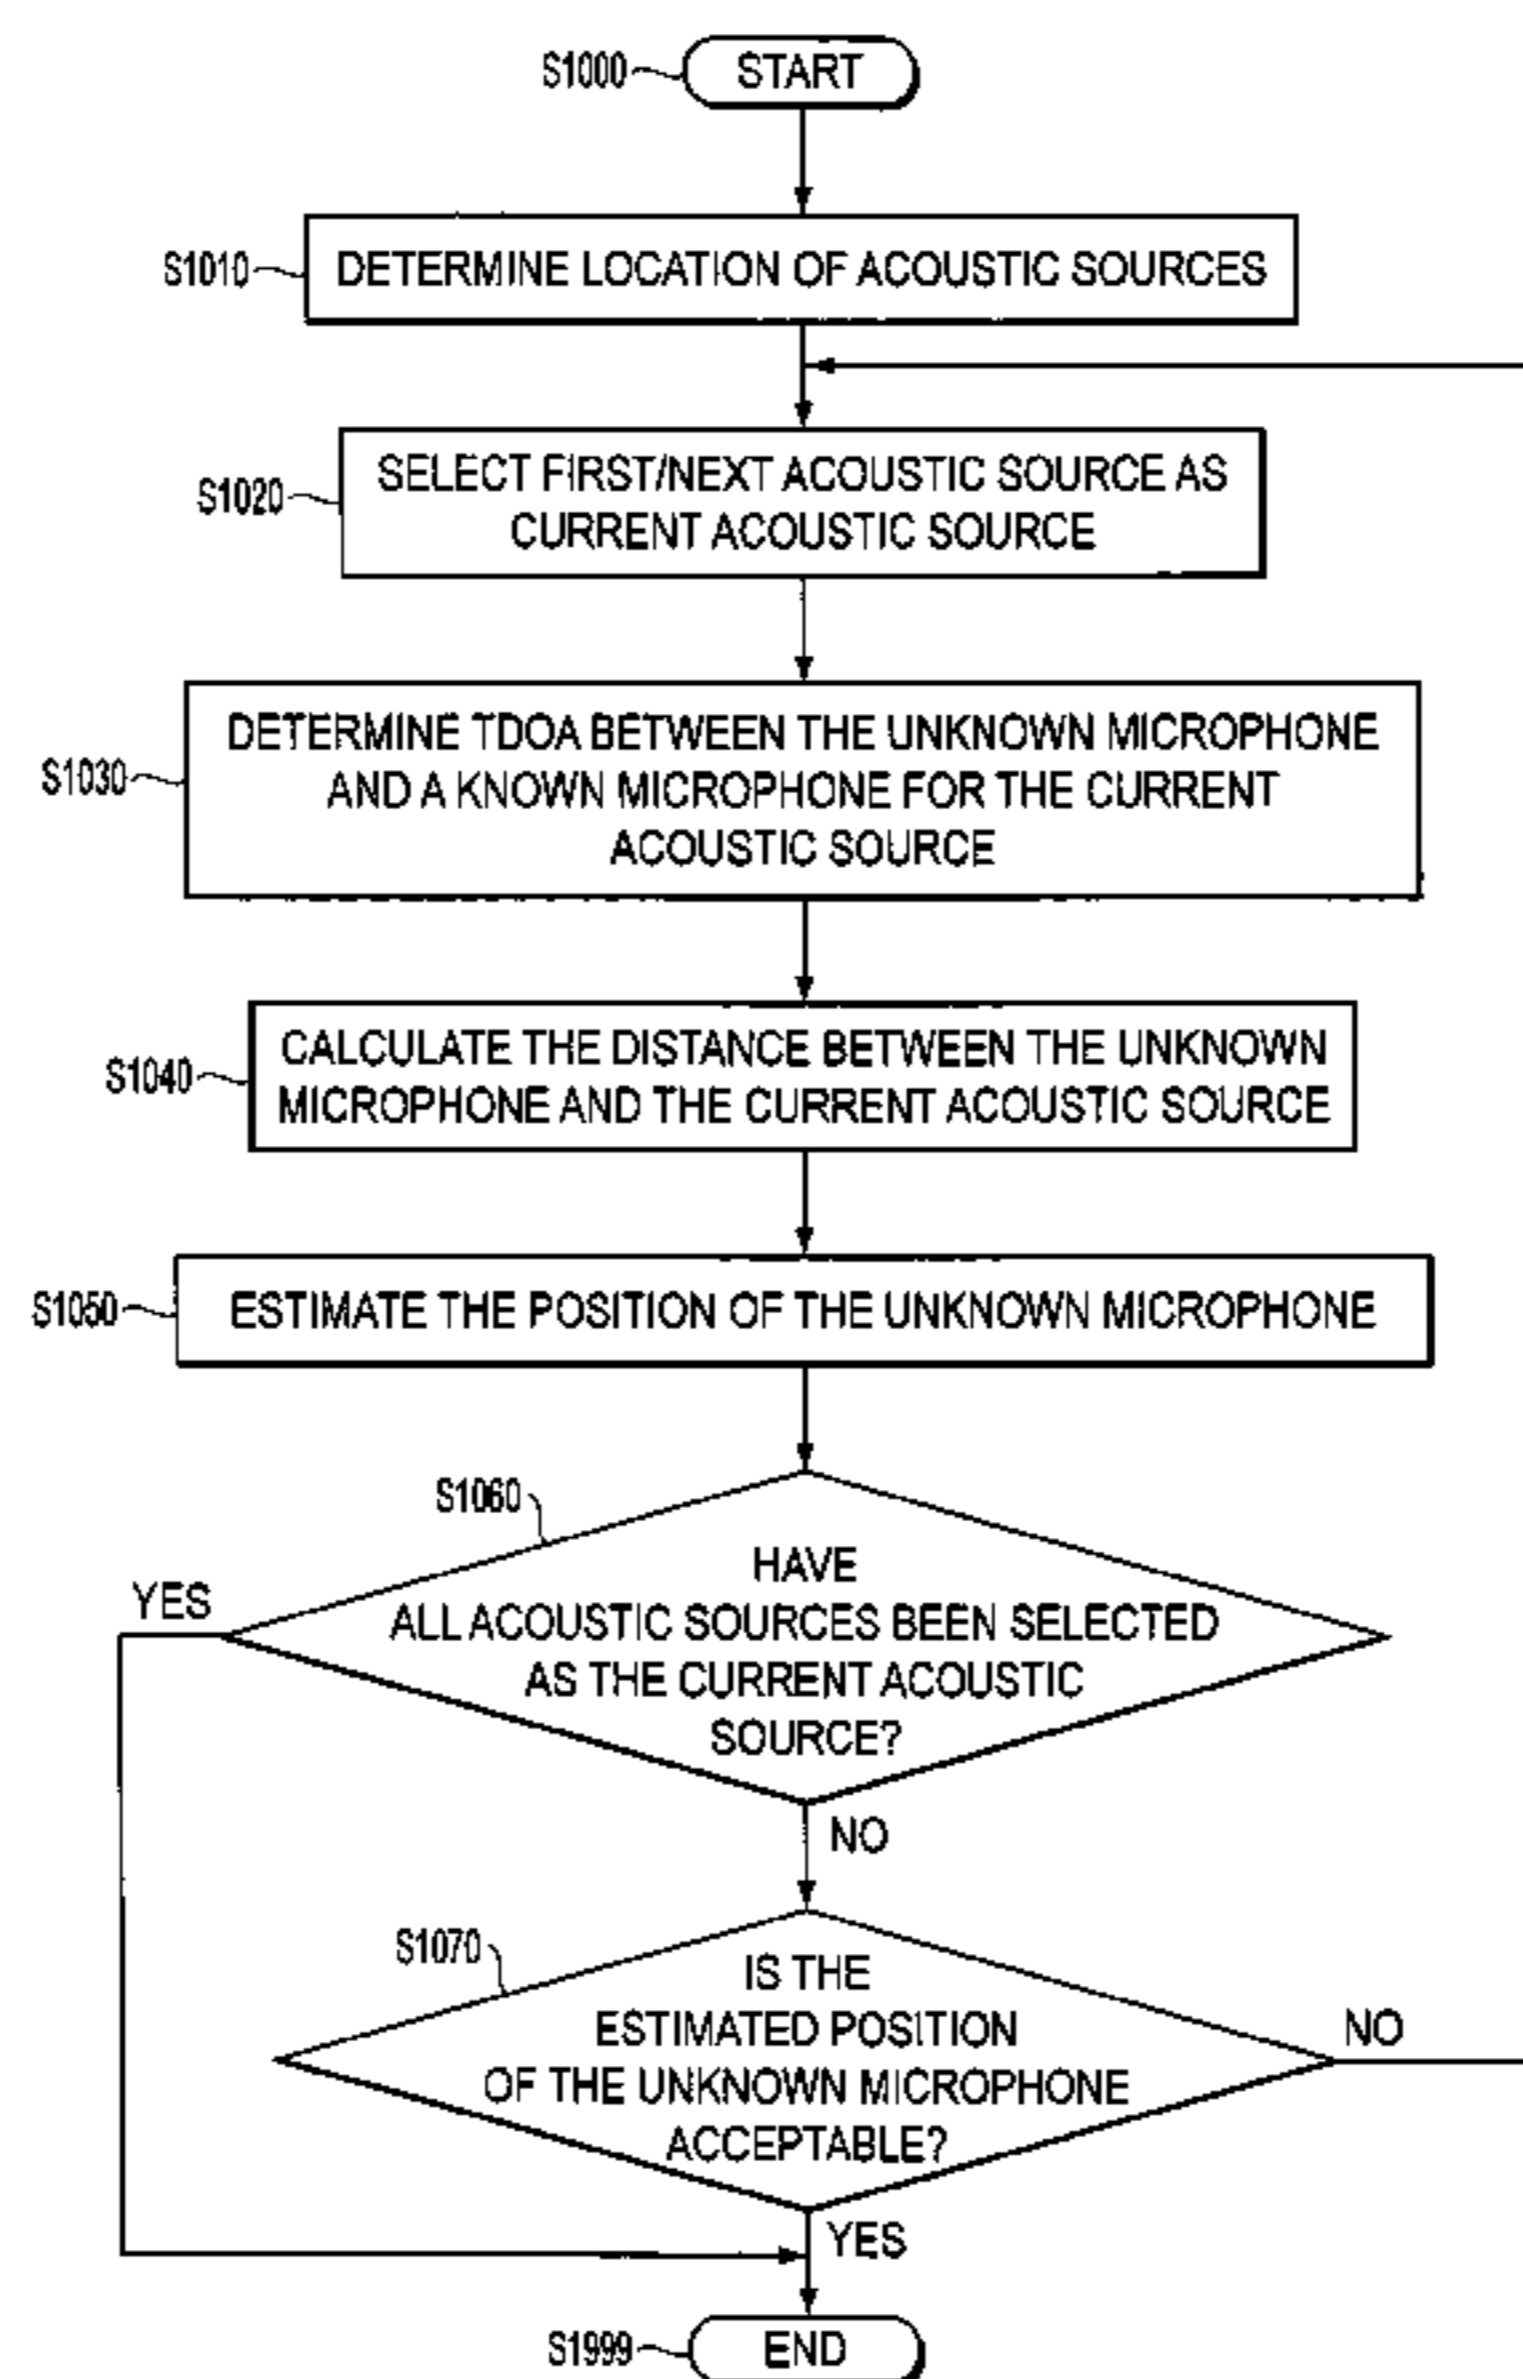 S1000
START
S1010
DETERMINE LOCATION OF ACOUSTIC SOURCES
S1020
SELECT FIRST/NEXT ACOUSTIC SOURCE AS
CURRENT ACOUSTIC SOURCE
S1030
DETERMINE TDOA BETWEEN THE UNKNOWN MICROPHONE
AND A KNOWN MICROPHONE FOR THE CURRENT
ACOUSTIC SOURCE
S1040
CALCULATE THE DISTANCE BETWEEN THE UNKNOWN
MICROPHONE AND THE CURRENT ACOUSTIC SOURCE
S1050
ESTIMATE THE POSITION OF THE UNKNOWN MICROPHONE
S1060
HAVE
ALL ACOUSTIC SOURCES BEEN SELECTED
AS THE CURRENT ACOUSTIC
SOURCE?
YES
NO
S1070
IS THE
ESTIMATED POSITION
OF THE UNKNOWN MICROPHONE
ACCEPTABLE?
NO
YES
S1999
END